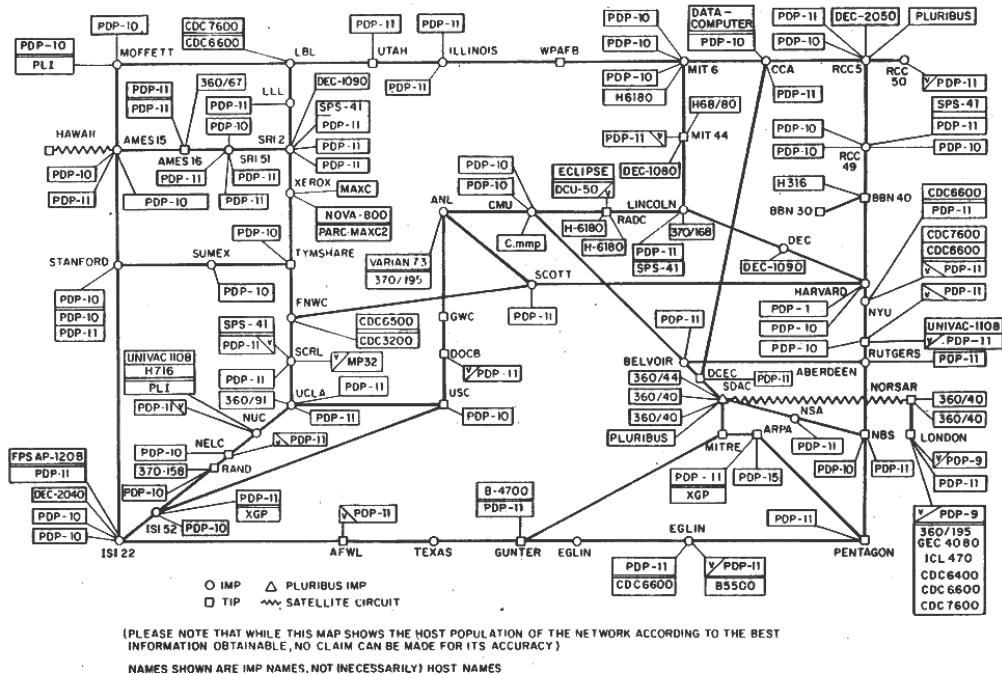 PDP-10
MOFFETT
PDP-10
PLI
CDC7600
CDC6600
LBL
PDP-11
UTAH
PDP-11
ILLINOIS
PDP-11
WPAFB
PDP-10
PDP-10
PDP-10
H6180
MIT 6
DATA-
COMPUTER
PDP-10
CCA
PDP-11
PDP-11
PDP-10
DEC-2050
PLURIBUS
RCC5
RCC
50
PDP-11
PDP-11
PDP-11
360/67
LLL
PDP-11
DEC-1090
SPS-41
PDP-11
PDP-11
PDP-11
PDP-10
SRI 2
HAWAII
AMES15
AMES16
PDP-11
SRI 51
PDP-11
PDP-10
PDP-11
PDP-10
PDP-11
H68/80
MIT 44
DEC-1080
SPS-41
PDP-11
PDP-10
PDP-10
PDP-10
RCC
49
XEROX
MAXC
NOVA-800
PARC-MAXC2
PDP-10
PDP-10
CMU
C.mmp
ECLIPSE
DCU-50
RADC
H-6180
H-6180
LINCOLN
370/168
PDP-11
SPS-41
H316
BBN 40
BBN 30
DEC
DEC-1090
CDC6600
PDP-11
CDC7600
CDC6600
PDP-11
PDP-11
ANL
VARIAN 73
370/195
STANFORD
PDP-10
PDP-10
PDP-11
SUMEX
PDP-10
PDP-10
TYMSHARE
SCOTT
PDP-11
HARVARD
PDP-1
PDP-10
PDP-10
NYU
FNWC
CDC6500
CDC3200
GWC
SPS-41
PDP-11
SCRL
MP32
DOCB
PDP-11
PDP-11
BELVOIR
UNIVAC-1108
PDP-11
PDP-11
RUTGERS
ABERDEEN
UNIVAC 1108
H716
PLI
PDP-11
PDP-11
360/91
UCLA
PDP-11
PDP-11
USC
PDP-10
360/44
360/40
360/40
PLURIBUS
DCEC
PDP-11
SDAC
NORSAR
360/40
360/40
NUC
NSA
PDP-11
NELC
PDP-10
PDP-11
MITRE
ARPA
NBS
LONDON
PDP-9
PDP-11
370-158
RAND
PDP-10
PDP-11
XGP
PDP-15
PDP-10
PDP-11
FPS AP-120B
PDP-11
DEC-2040
PDP-10
PDP-10
ISI 22
ISI 52
PDP-11
XGP
PDP-10
PDP-11
AFWL
TEXAS
B-4700
PDP-11
GUNTER
EGLIN
EGLIN
PDP-11
CDC6600
PDP-11
B5500
PDP-11
PENTAGON
PDP-9
360/195
GEC 4080
ICL 470
CDC6400
CDC6600
CDC7600
IMP
PLURIBUS IMP
TIP
SATELLITE CIRCUIT
(PLEASE NOTE THAT WHILE THIS MAP SHOWS THE HOST POPULATION OF THE NETWORK ACCORDING TO THE BEST
INFORMATION OBTAINABLE, NO CLAIM CAN BE MADE FOR ITS ACCURACY)
NAMES SHOWN ARE IMP NAMES, NOT (NECESSARILY) HOST NAMES